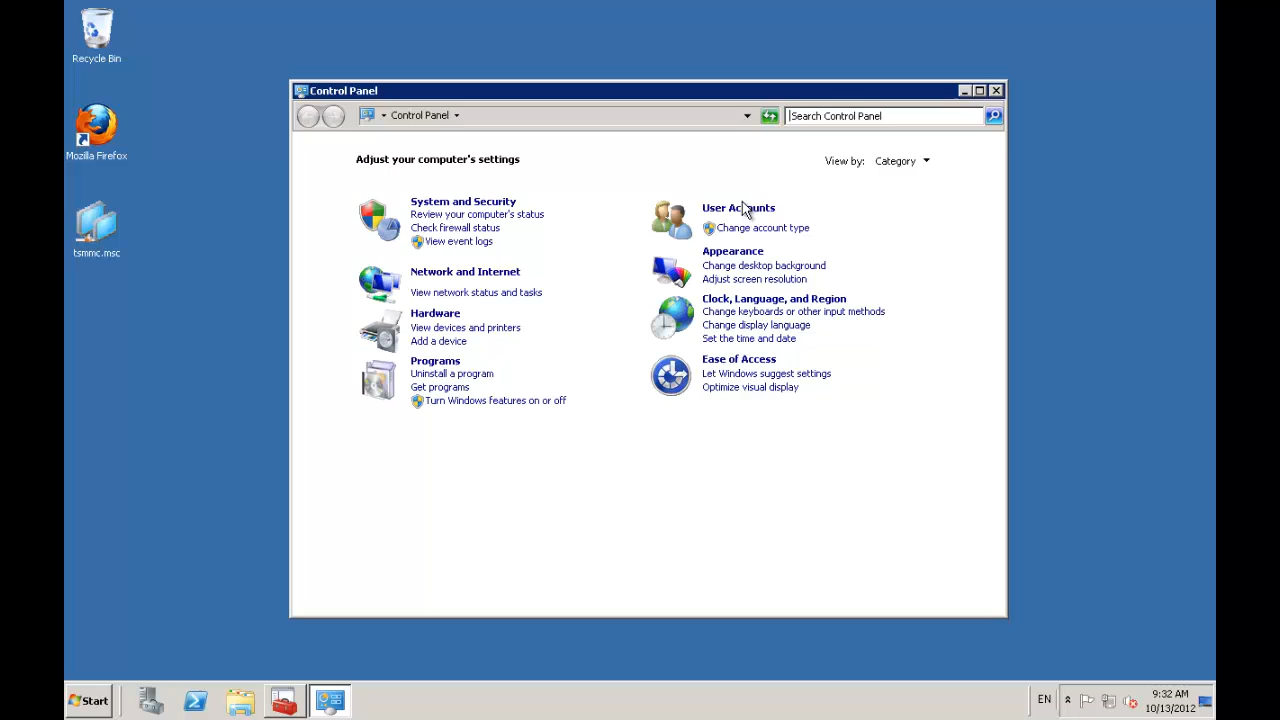 Recycle Bin
Mozilla Firefox
tsmmc.msc
Control Panel
Control Panel
Search Control Panel
Adjust your computer's settings
View by: Category
System and Security
Review your computer's status
Check firewall status
View event logs
Network and Internet
View network status and tasks
Hardware
View devices and printers
Add a device
Programs
Uninstall a program
Get programs
Turn Windows features on or off
User Accounts
Change account type
Appearance
Change desktop background
Adjust screen resolution
Clock, Language, and Region
Change keyboards or other input methods
Change display language
Set the time and date
Ease of Access
Let Windows suggest settings
Optimize visual display
Start
EN
9:32 AM
10/13/2012